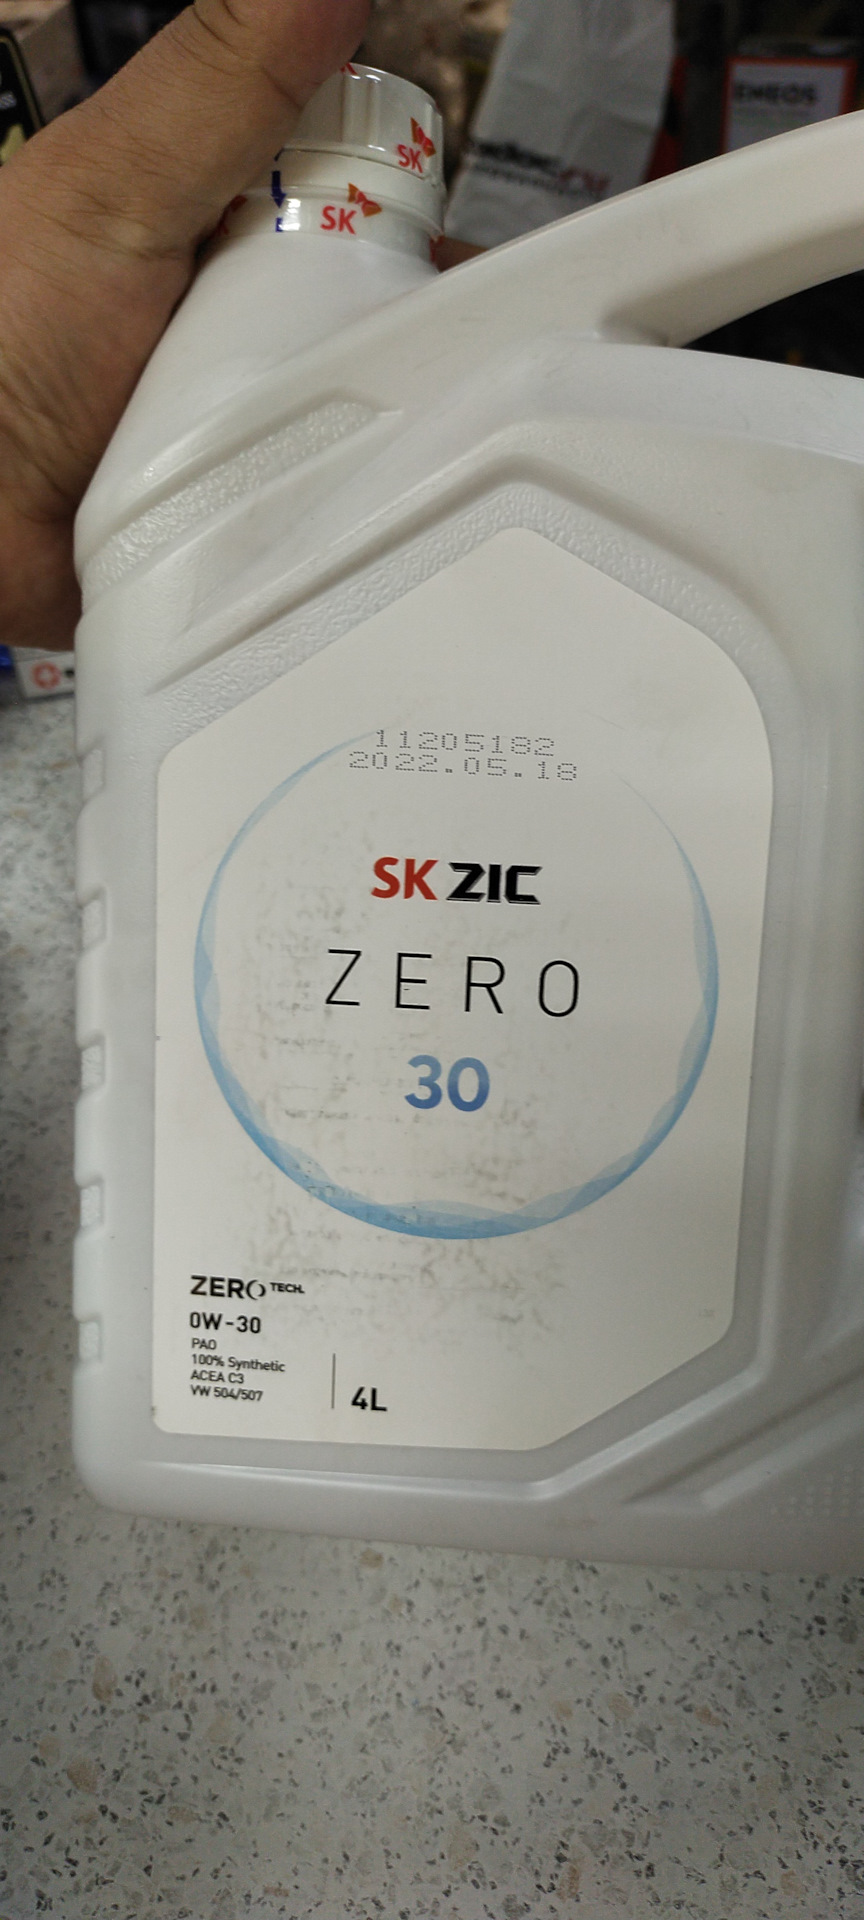 SK
SK
ENEOS
11205182
2022.05.18
SK ZIC
ZERO
30
ZERO TECH.
0W-30
PAO
100% Synthetic
ACEA C3
VW 504/507
4L